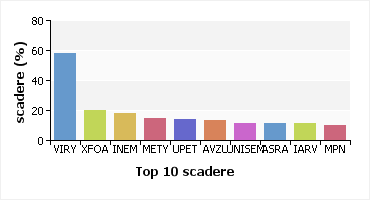 80
60
40
20
0
scadere (%)
VIRY XFOA INEM METY UPET AVZU UNISEM ASRA IARV MPN
Top 10 scadere